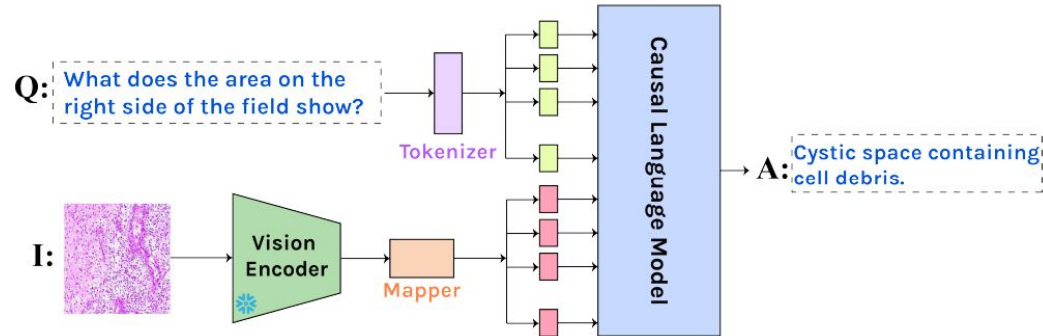 Q:
What does the area on the
right side of the field show?
Tokenizer
Causal Language Model
A:
Cystic space containing
cell debris.
I:
Vision
Encoder
Mapper